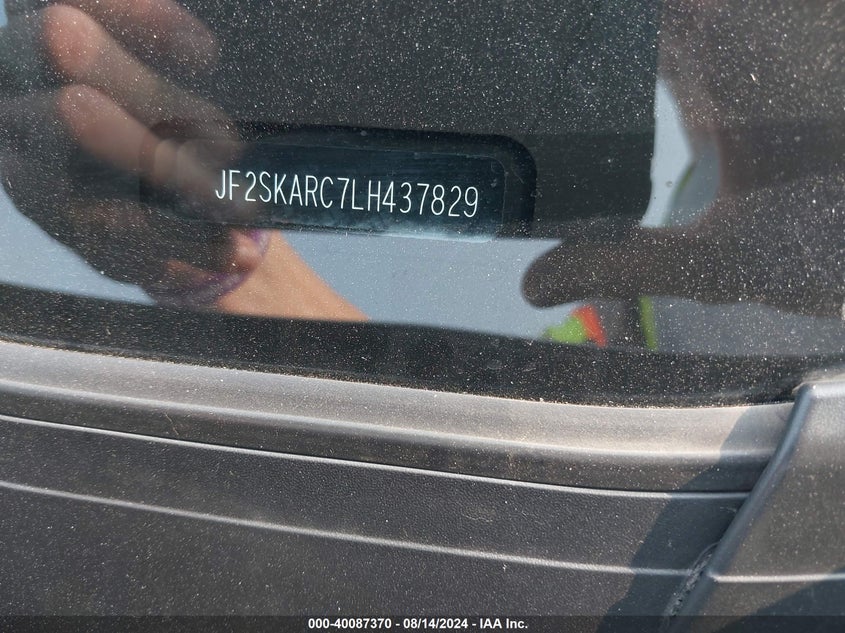 JF2SKARC7LH437829
000-40087370 - 08/14/2024 - IAA Inc.